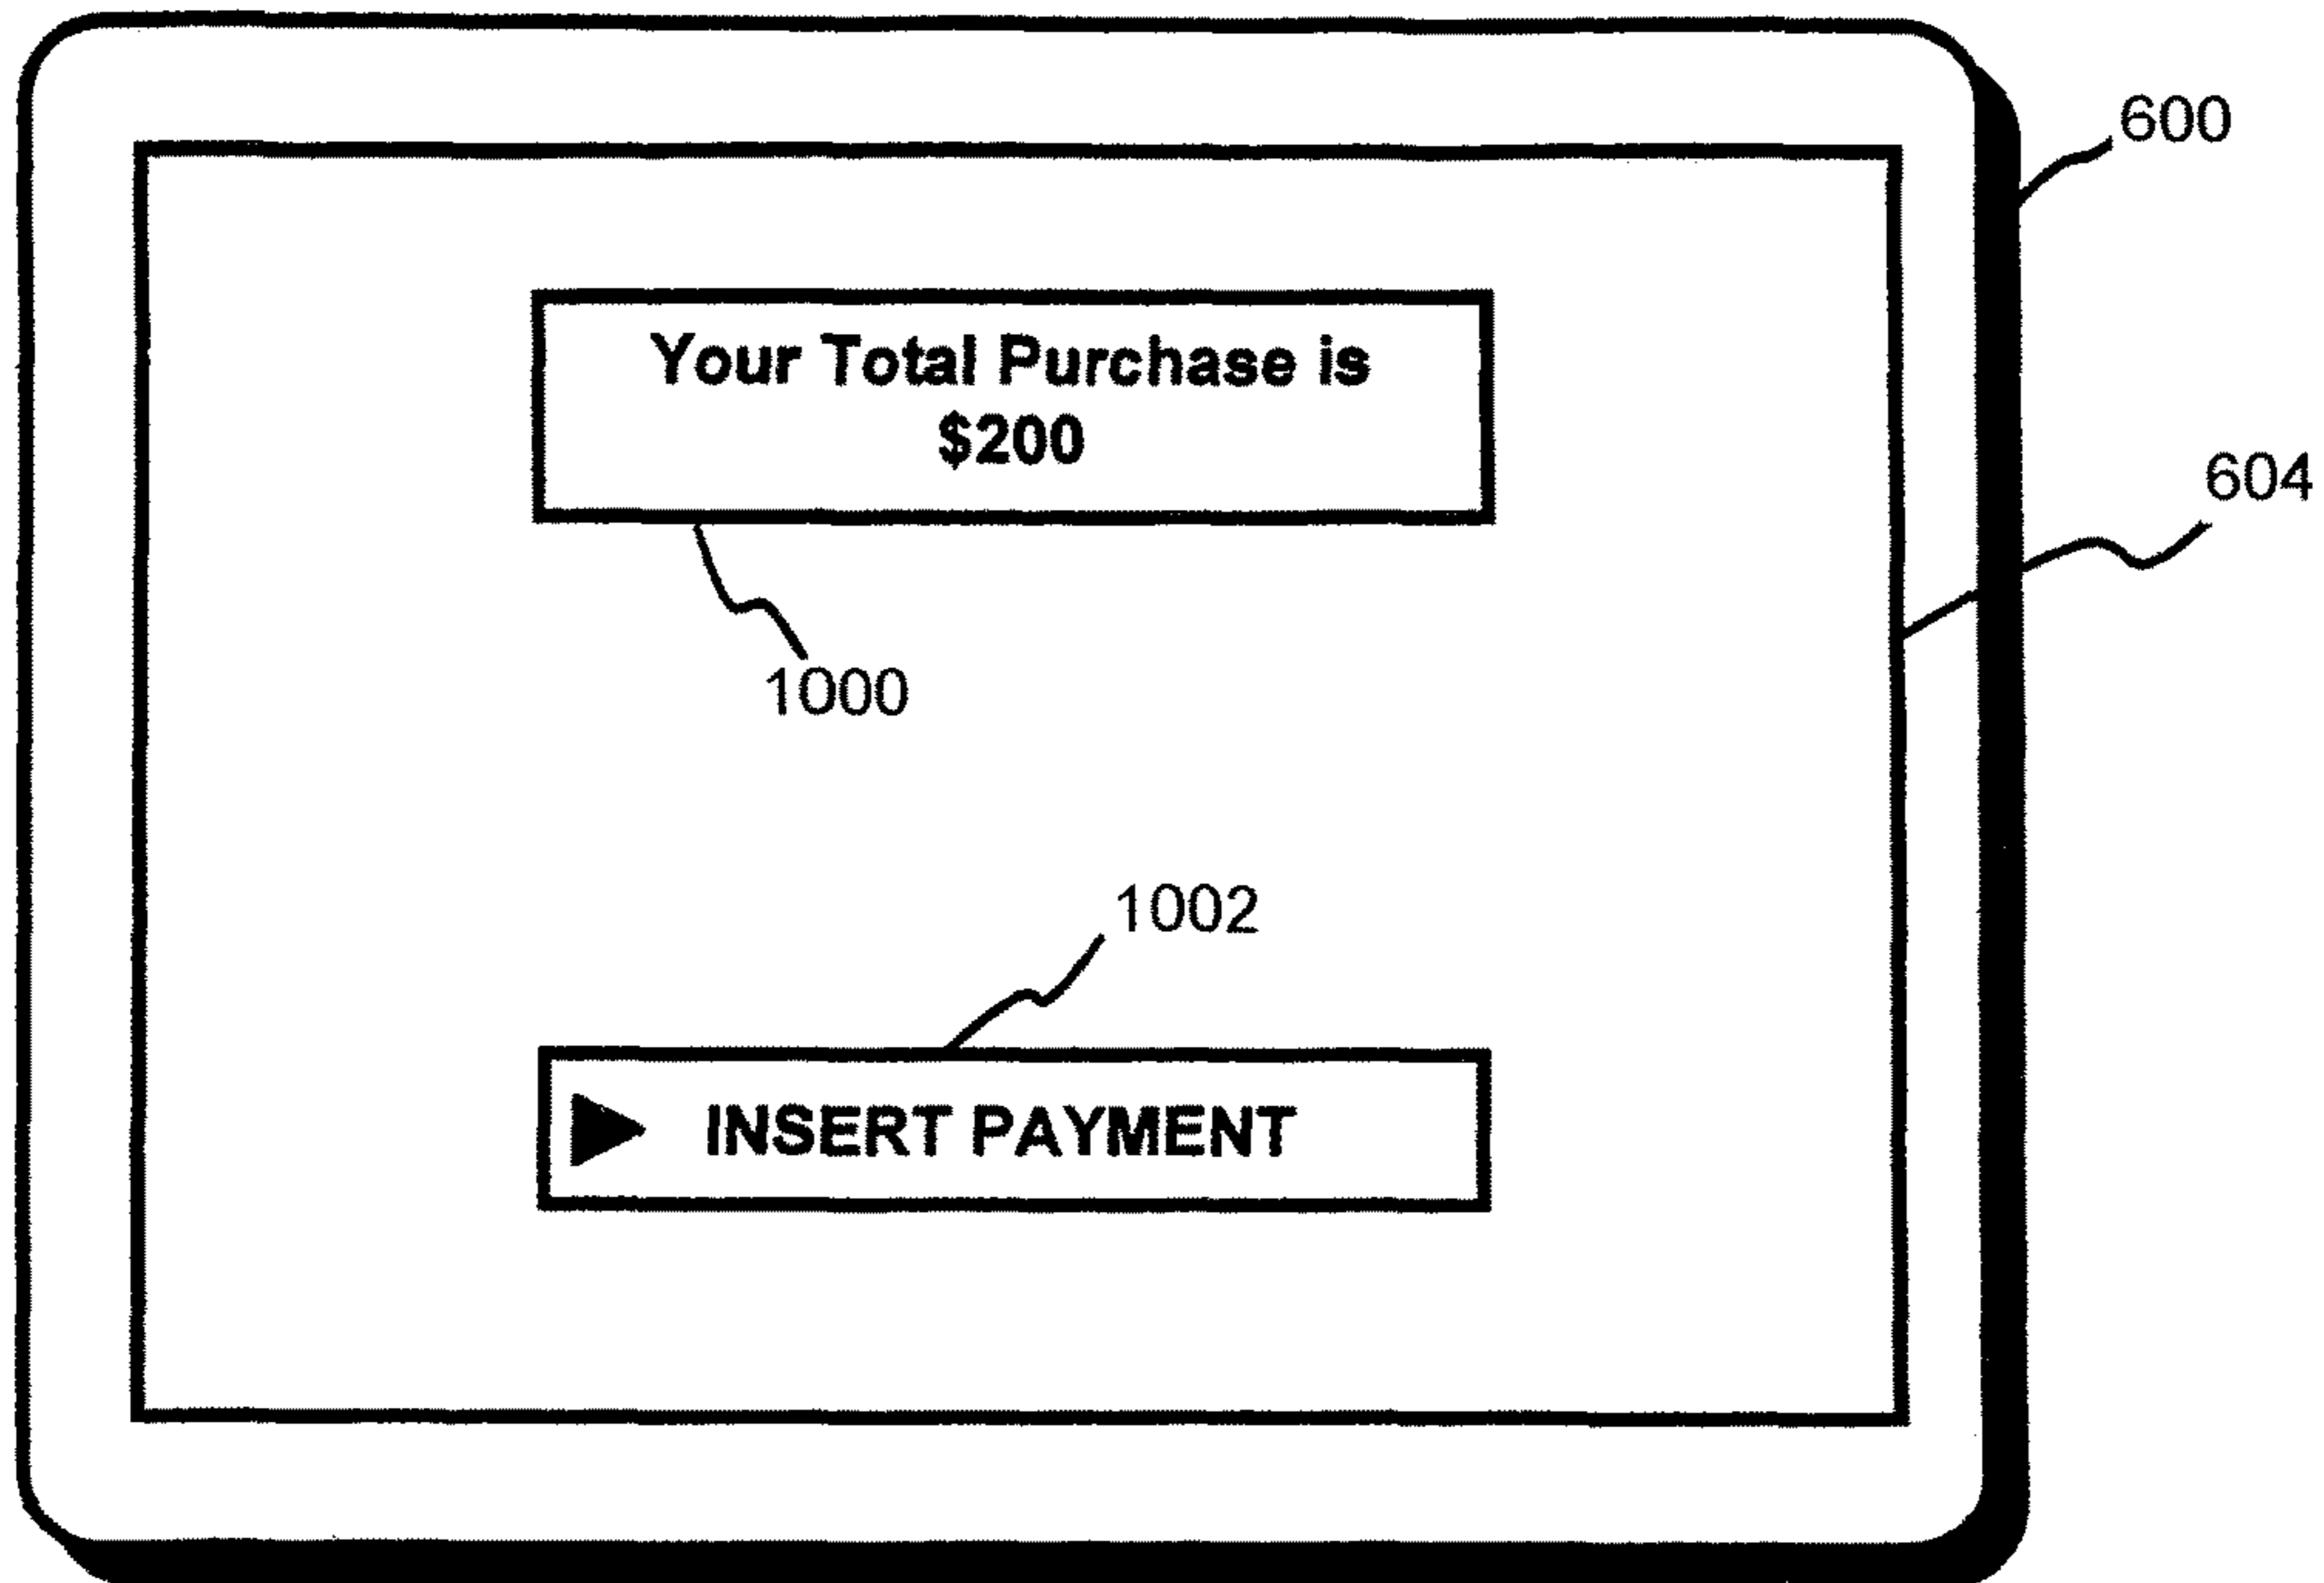 600
Your Total Purchase is
$200
604
1000
1002
INSERT PAYMENT